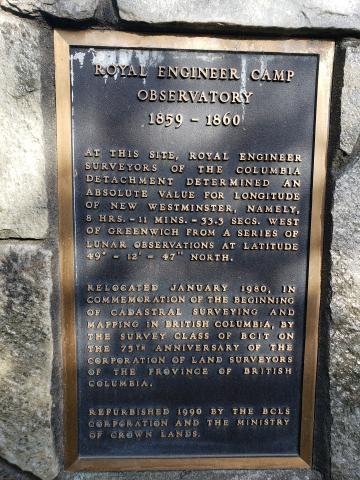 ROYAL ENGINEER CAMP
OBSERVATORY
1859 - 1860
AT THIS SITE, ROYAL ENGINEER
SURVEYORS OF THE COLUMBIA
DETACHMENT DETERMINED AN
ABSOLUTE VALUE FOR LONGITUDE
OF NEW WESTMINSTER, NAMELY,
8 HRS. - 11 MINS. - 33.3 SECS. WEST
OF GREENWICH FROM A SERIES OF
LUNAR OBSERVATIONS AT LATITUDE
49° - 12' - 47" NORTH.
RELOCATED JANUARY 1980, IN
COMMEMORATION OF THE BEGINNING
OF CADASTRAL SURVEYING AND
MAPPING IN BRITISH COLUMBIA, BY
THE SURVEY CLASS OF BCIT ON
THE 75TH ANNIVERSARY OF THE
CORPORATION OF LAND SURVEYORS
OF THE PROVINCE OF BRITISH
COLUMBIA.
REFURBISHED 1990 BY THE BCLS
CORPORATION AND THE MINISTRY
OF CROWN LANDS.